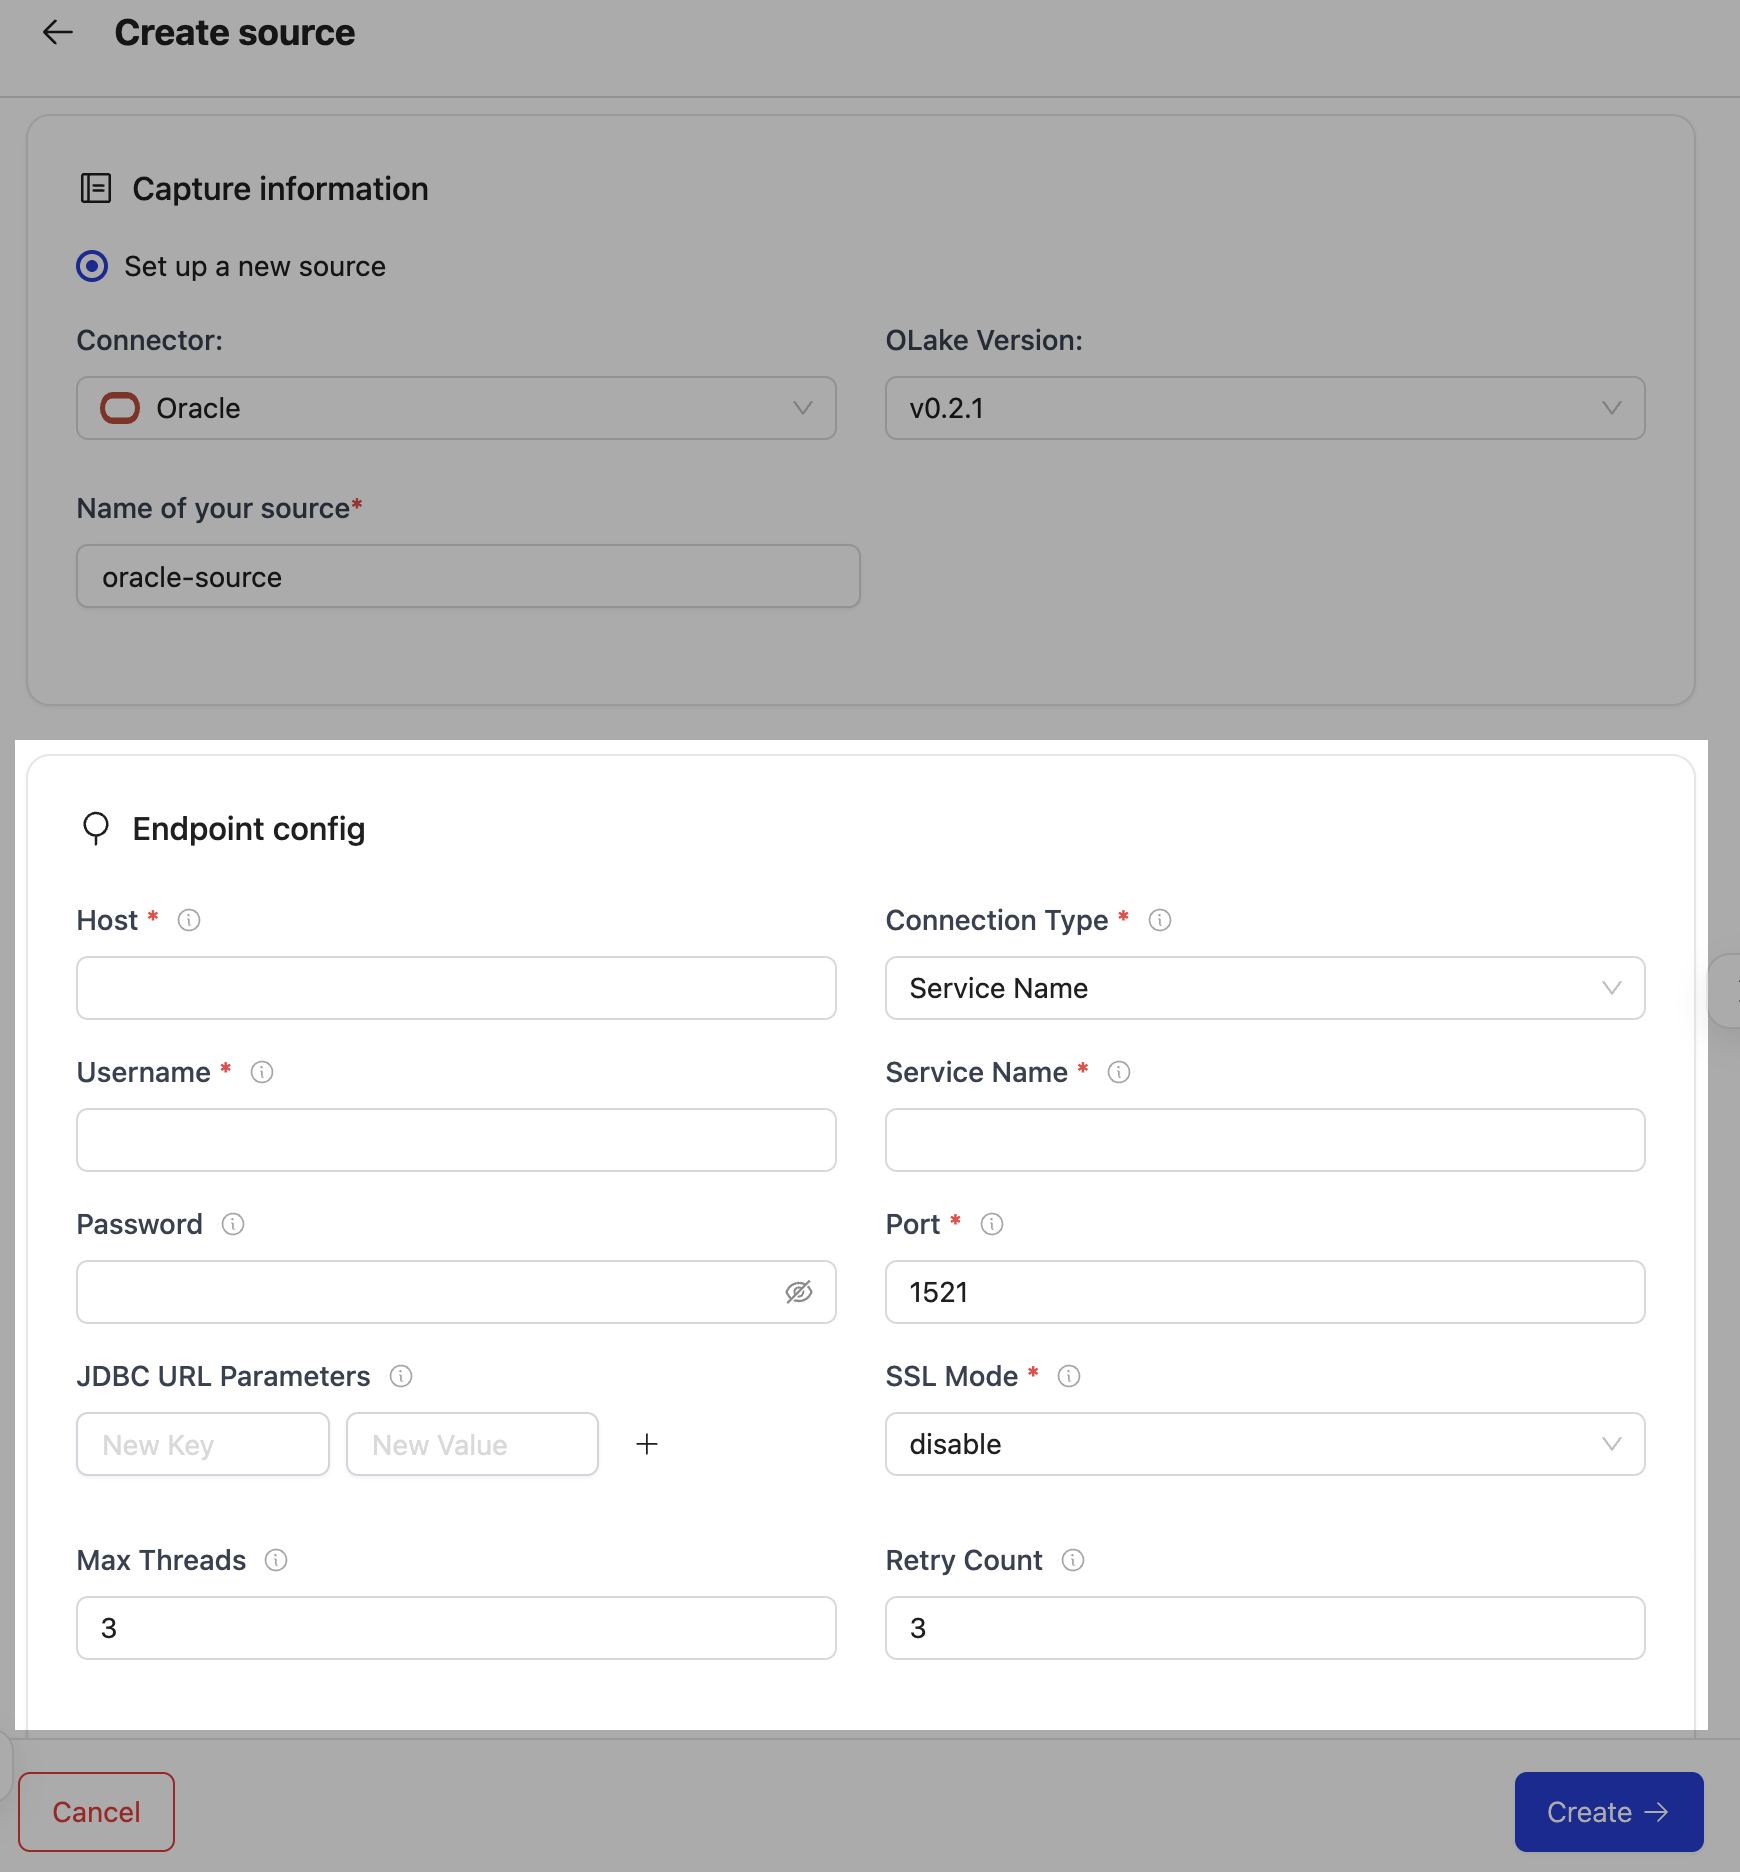 Create source
Capture information
Set up a new source
Connector:
OLake Version:
Oracle
v0.2.1
Name of your source*
oracle-source
Endpoint config
Host *
Connection Type *
Service Name
Username *
Service Name *
Password
Port *
1521
JDBC URL Parameters
SSL Mode *
New Key
New Value
+
disable
Max Threads
Retry Count
3
3
Cancel
Create →